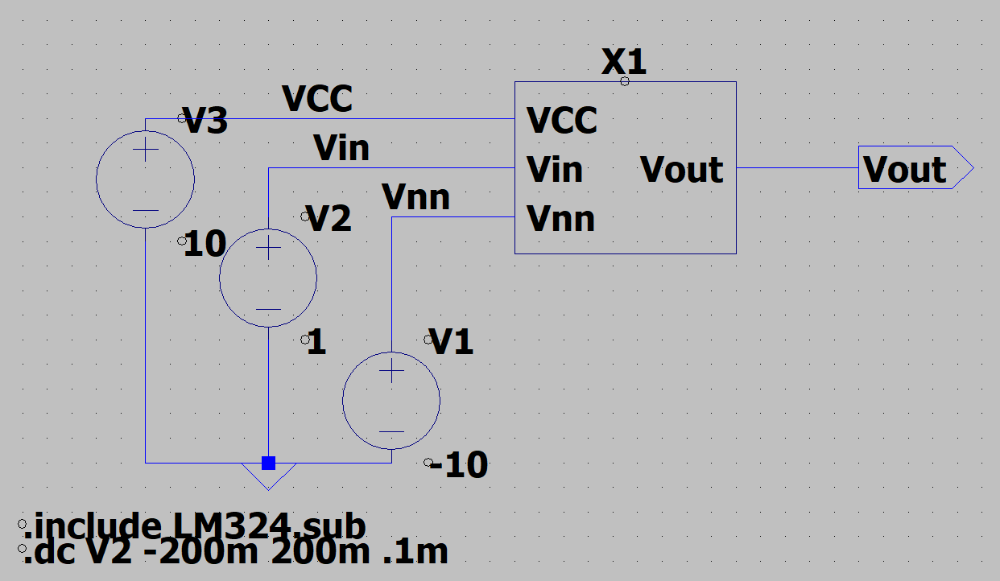 X1
VCC
V3
VCC
Vin
Vin
Vout
Vout
Vnn
V2
Vnn
10
1
V1
-10
.include LM324.sub
.dc V2 -200m 200m .1m